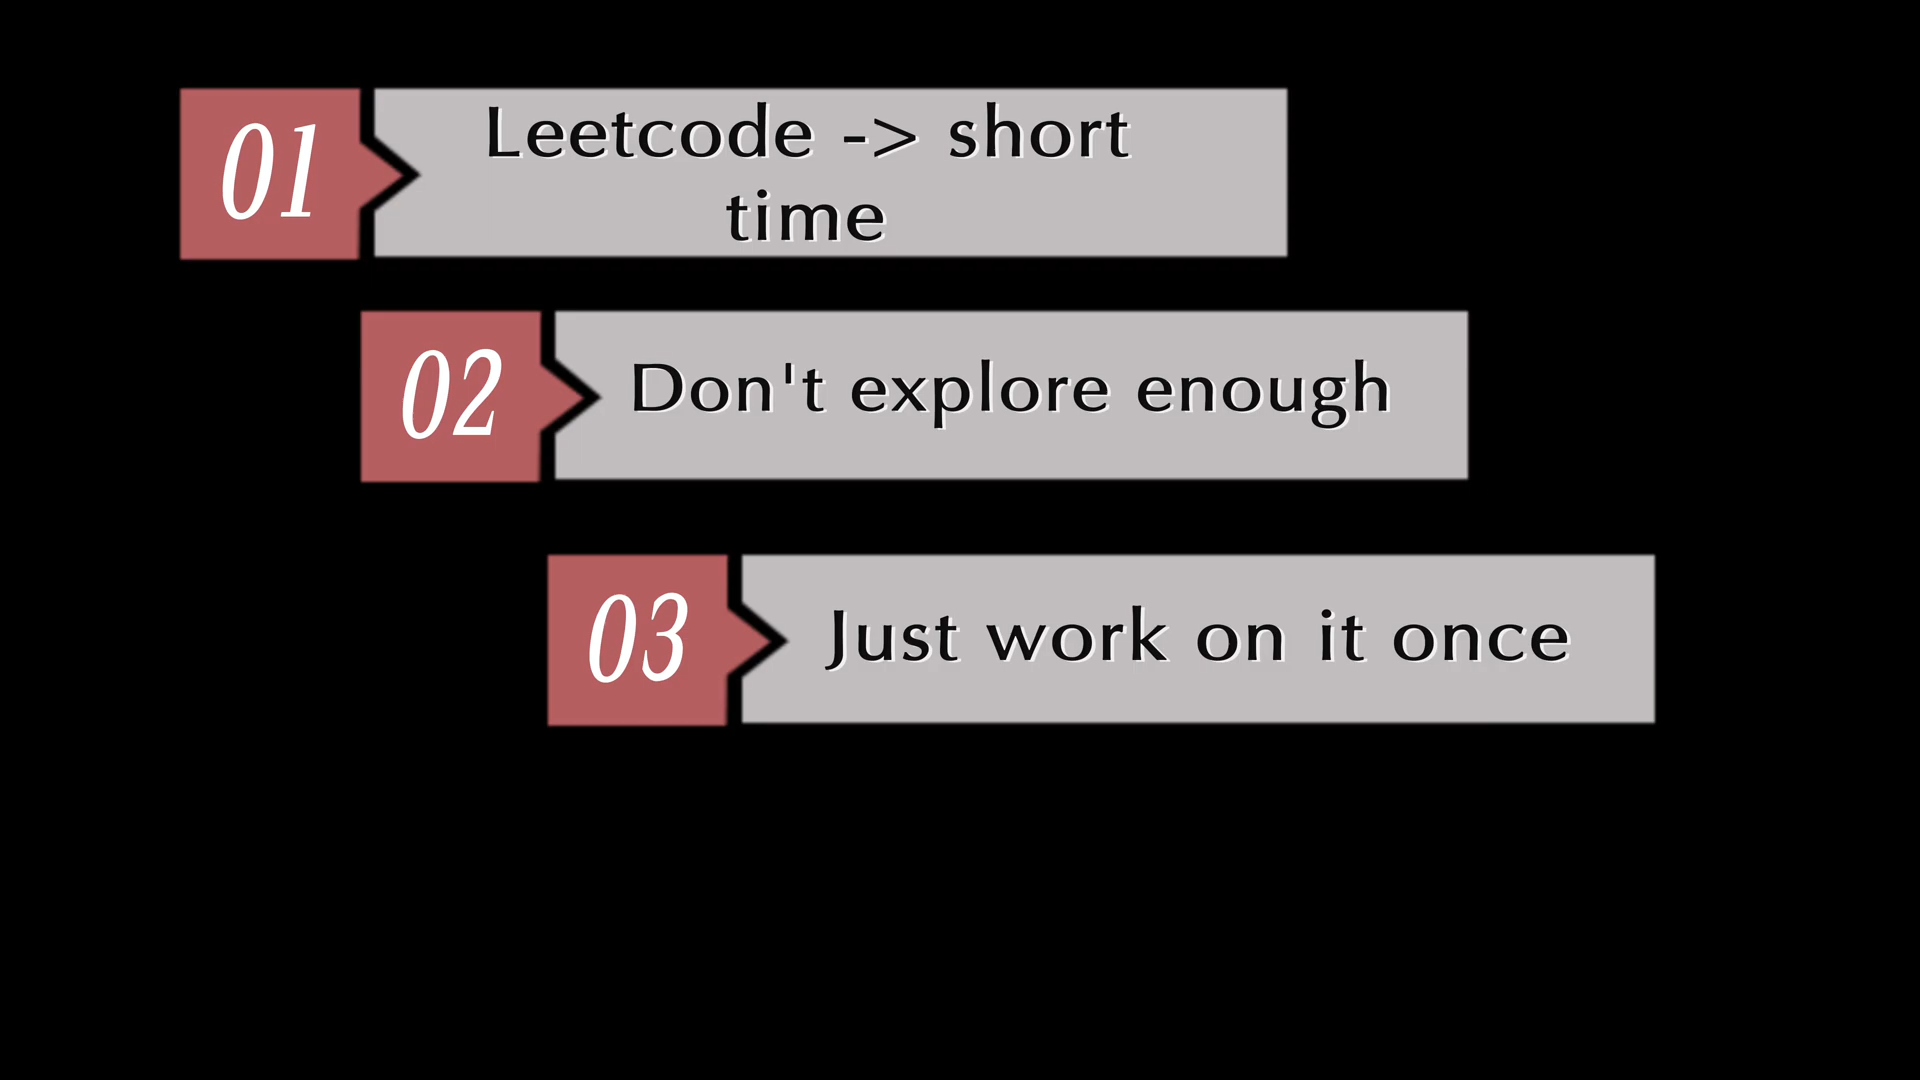 01
Leetcode -> short
time
02
Don't explore enough
03
Just work on it once